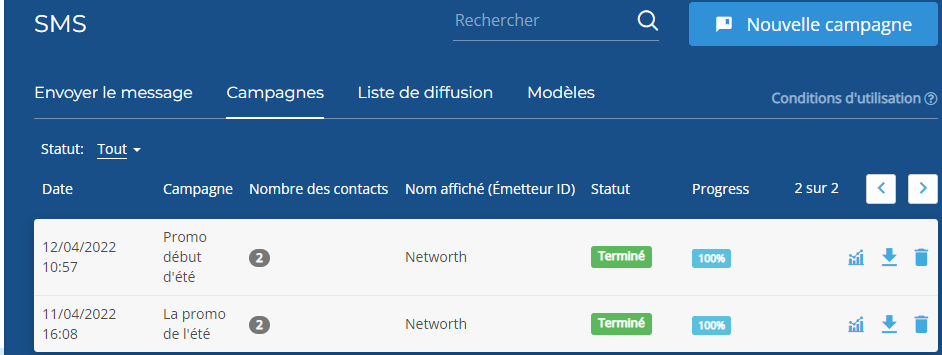 SMS
Rechercher
Nouvelle campagne
Envoyer le message
Campagnes
Liste de diffusion
Modèles
Conditions d'utilisation
Statut: Tout
Date
Campagne
Nombre des contacts
Nom affiché (Émetteur ID)
Statut
Progress
2 sur 2
12/04/2022
10:57
Promo
début
d'été
2
Networth
Terminé
100%
11/04/2022
16:08
La promo
de l'été
2
Networth
Terminé
100%